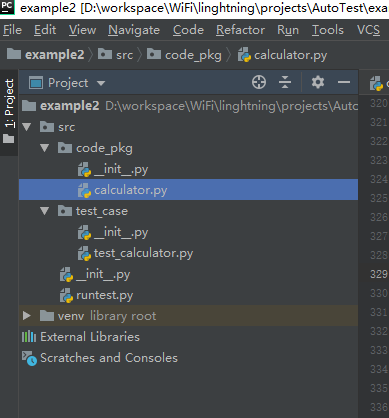 PC example2 [D:\workspace\WiFi\linghtning\projects\AutoTest\exa
File Edit View Navigate Code Refactor Run Tools VCS
example2 src code_pkg calculator.py
Project
1: Project
example2 D:\workspace\WiFi\linghtning\projects\AutoTe
src
code_pkg
__init__.py
calculator.py
test_case
__init__.py
test_calculator.py
__init__.py
runtest.py
venv library root
External Libraries
Scratches and Consoles
320
321
322
323
324
325
326
327
328
329
330
331
332
333
334
335
336